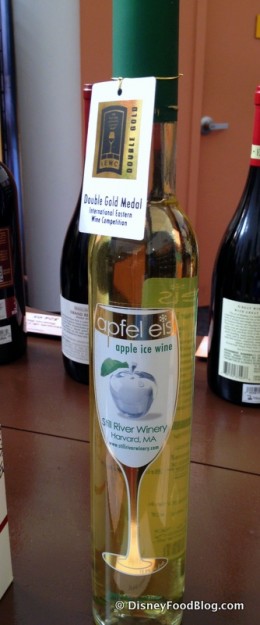 DOUBLE GOLD
Double Gold Medal
International Eastern
Wine Competition
apfel eis
apple ice wine
Still River Winery
Harvard, MA
www.stillriverwinery.com
© DisneyFoodBlog.com